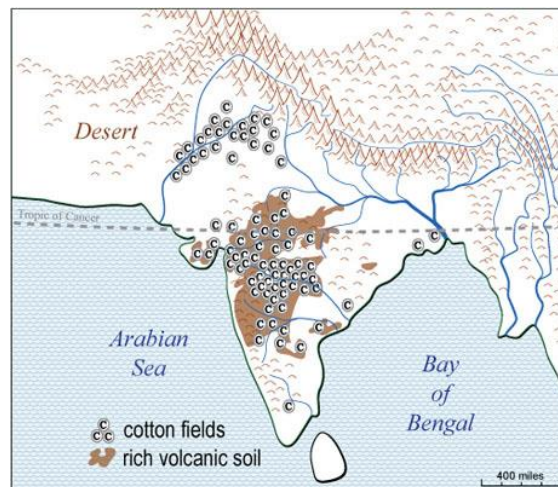 Desert
Tropic of Cancer
Arabian
Sea
Bay
of
Bengal
C
C C
cotton fields
rich volcanic soil
400 miles